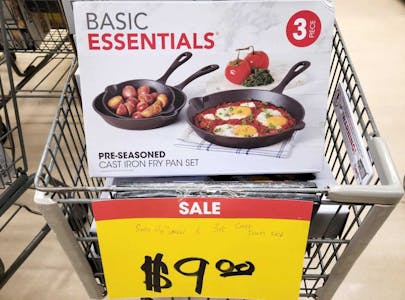 BASIC
ESSENTIALS
3
PIECE
PRE-SEASONED
CAST IRON FRY PAN SET
SALE
$9.00